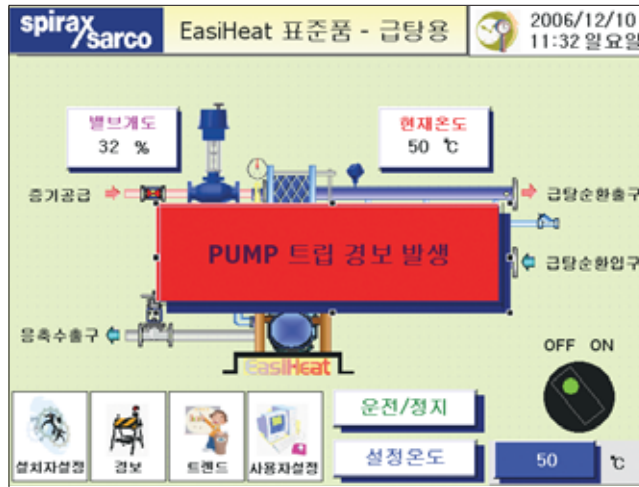 spirax/sarco
EasiHeat 표준품 - 급탕용
2006/12/10
11:32 일요일
밸브개도
32 %
현재온도
50 ℃
증기공급
급탕순환출구
PUMP 트립 경보 발생
급탕순환입구
응축수출구
EasiHeat
OFF ON
운전/정지
설치자설정
경보
트렌드
사용자설정
설정온도
50 ℃